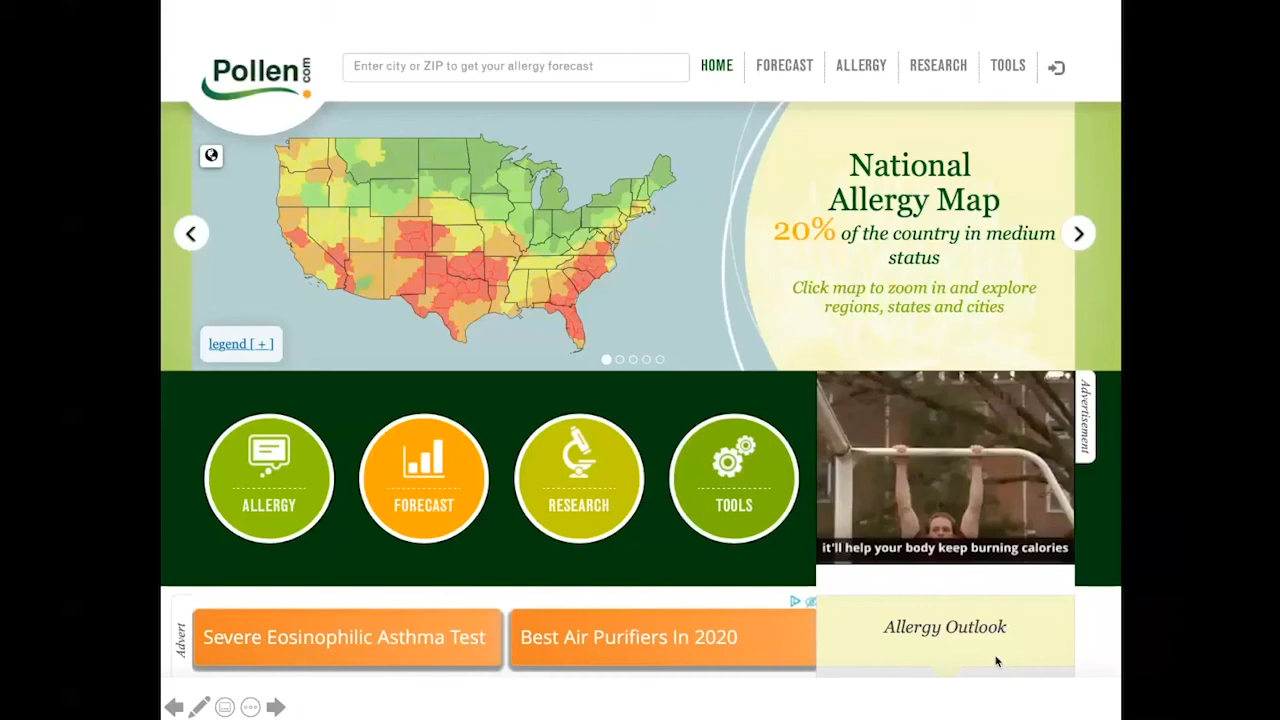 Pollen.com
Enter city or ZIP to get your allergy forecast
HOME
FORECAST
ALLERGY
RESEARCH
TOOLS
National
Allergy Map
20% of the country in medium
status
Click map to zoom in and explore
regions, states and cities
legend [ + ]
Advertisement
ALLERGY
FORECAST
RESEARCH
TOOLS
it'll help your body keep burning calories
Advert
Severe Eosinophilic Asthma Test
Best Air Purifiers In 2020
Allergy Outlook